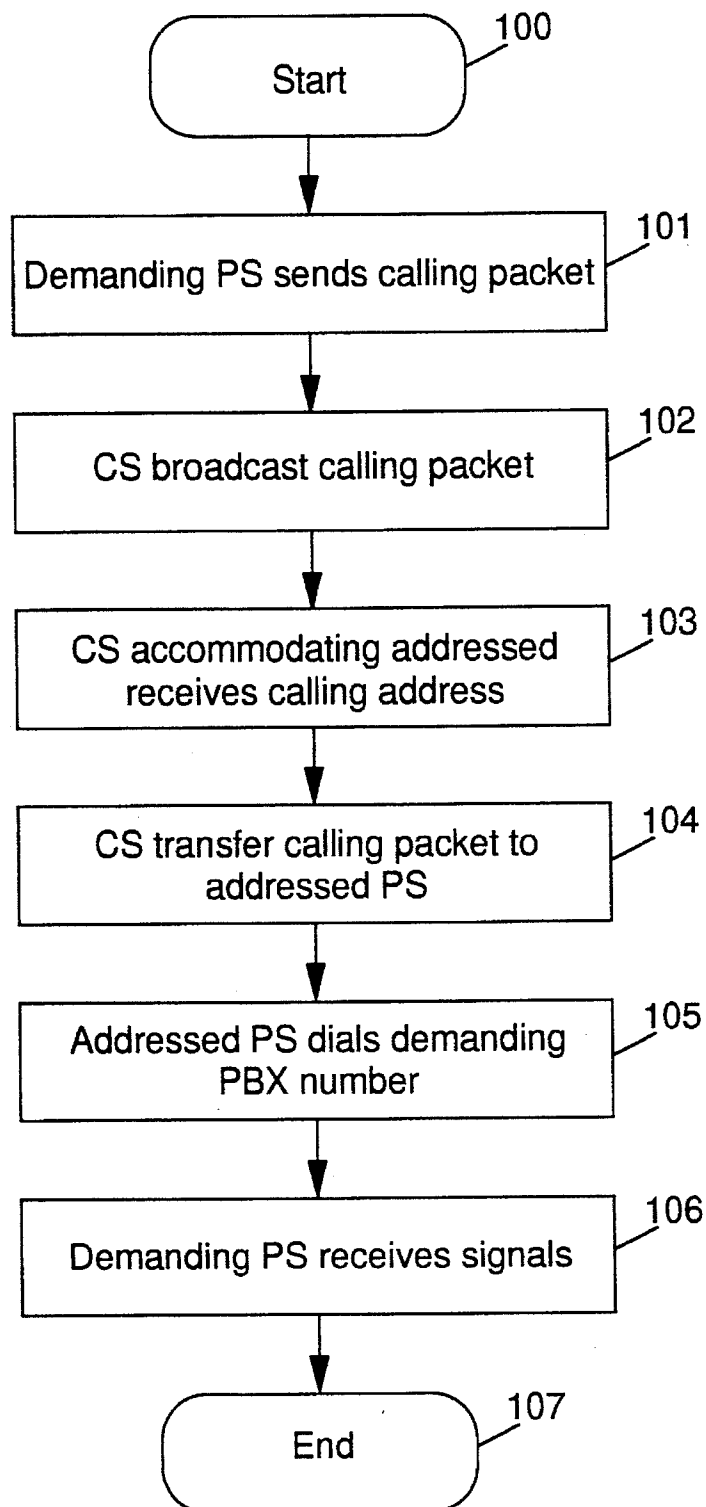 100
Start
101
Demanding PS sends calling packet
102
CS broadcast calling packet
103
CS accommodating addressed
receives calling address
104
CS transfer calling packet to
addressed PS
105
Addressed PS dials demanding
PBX number
106
Demanding PS receives signals
107
End